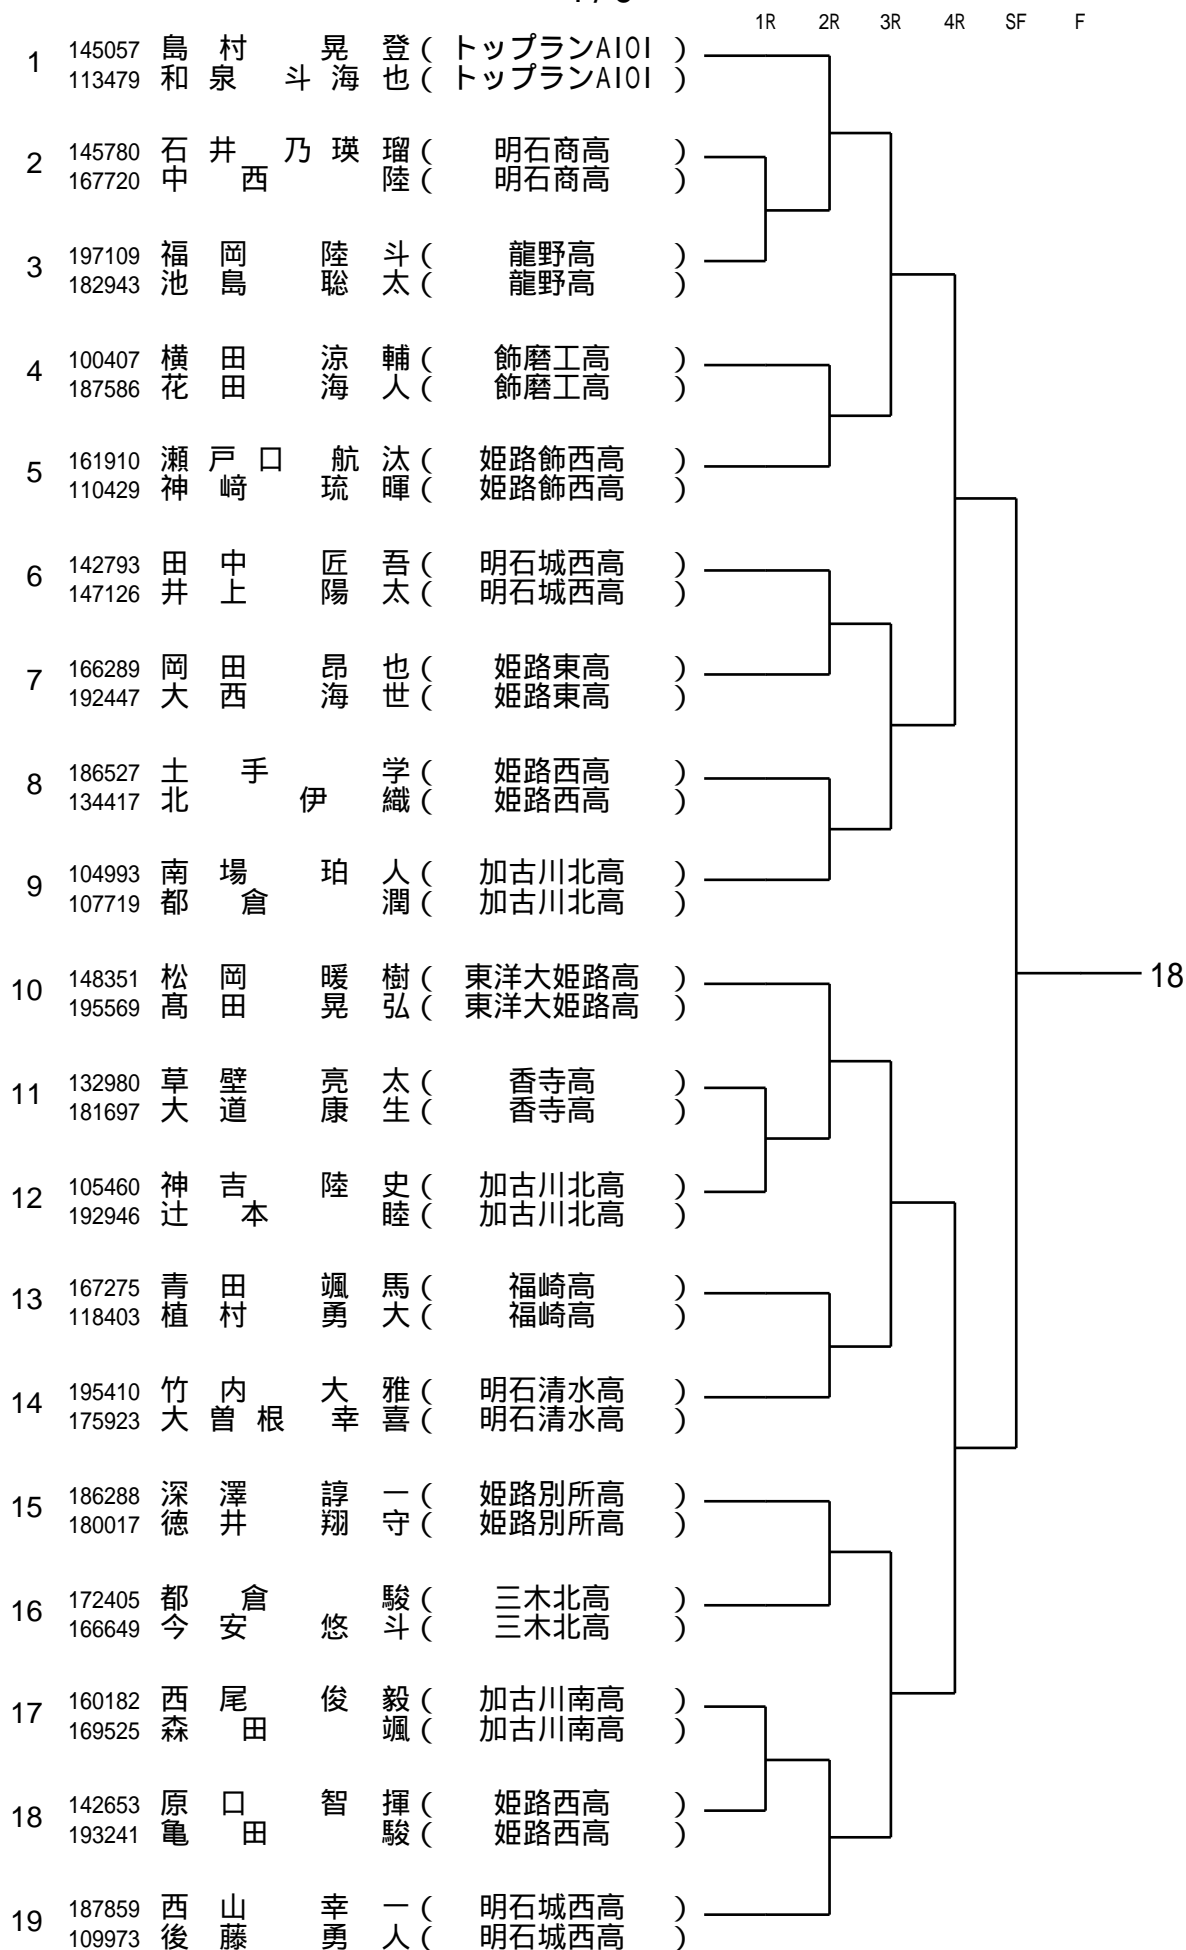 1R 2R 3R 4R SF F
1 145057 島村 晃登 ( トップランAIOI )
113479 和泉 斗海也 ( トップランAIOI )
2 145780 石井 乃瑛瑠 ( 明石商高 )
167720 中西 陸 ( 明石商高 )
3 197109 福岡 陸斗 ( 龍野高 )
182943 池島 聡太 ( 龍野高 )
4 100407 横田 涼輔 ( 飾磨工高 )
187586 花田 海人 ( 飾磨工高 )
5 161910 瀬戸口 航汰 ( 姫路飾西高 )
110429 神﨑 琉暉 ( 姫路飾西高 )
6 142793 田中 匠吾 ( 明石城西高 )
147126 井上 陽太 ( 明石城西高 )
7 166289 岡田 昂也 ( 姫路東高 )
192447 大西 海世 ( 姫路東高 )
8 186527 土手 学 ( 姫路西高 )
134417 北 伊織 ( 姫路西高 )
9 104993 南場 珀人 ( 加古川北高 )
107719 都倉 潤 ( 加古川北高 )
10 148351 松岡 暖樹 ( 東洋大姫路高 )
195569 髙田 晃弘 ( 東洋大姫路高 )
18
11 132980 草壁 亮太 ( 香寺高 )
181697 大道 康生 ( 香寺高 )
12 105460 神吉 陸史 ( 加古川北高 )
192946 辻本 睦 ( 加古川北高 )
13 167275 青田 颯馬 ( 福崎高 )
118403 植村 勇大 ( 福崎高 )
14 195410 竹内 大雅 ( 明石清水高 )
175923 大曽根 幸喜 ( 明石清水高 )
15 186288 深澤 諄一 ( 姫路別所高 )
180017 徳井 翔守 ( 姫路別所高 )
16 172405 都倉 駿 ( 三木北高 )
166649 今安 悠斗 ( 三木北高 )
17 160182 西尾 俊毅 ( 加古川南高 )
169525 森田 颯 ( 加古川南高 )
18 142653 原口 智揮 ( 姫路西高 )
193241 亀田 駿 ( 姫路西高 )
19 187859 西山 幸一 ( 明石城西高 )
109973 後藤 勇人 ( 明石城西高 )